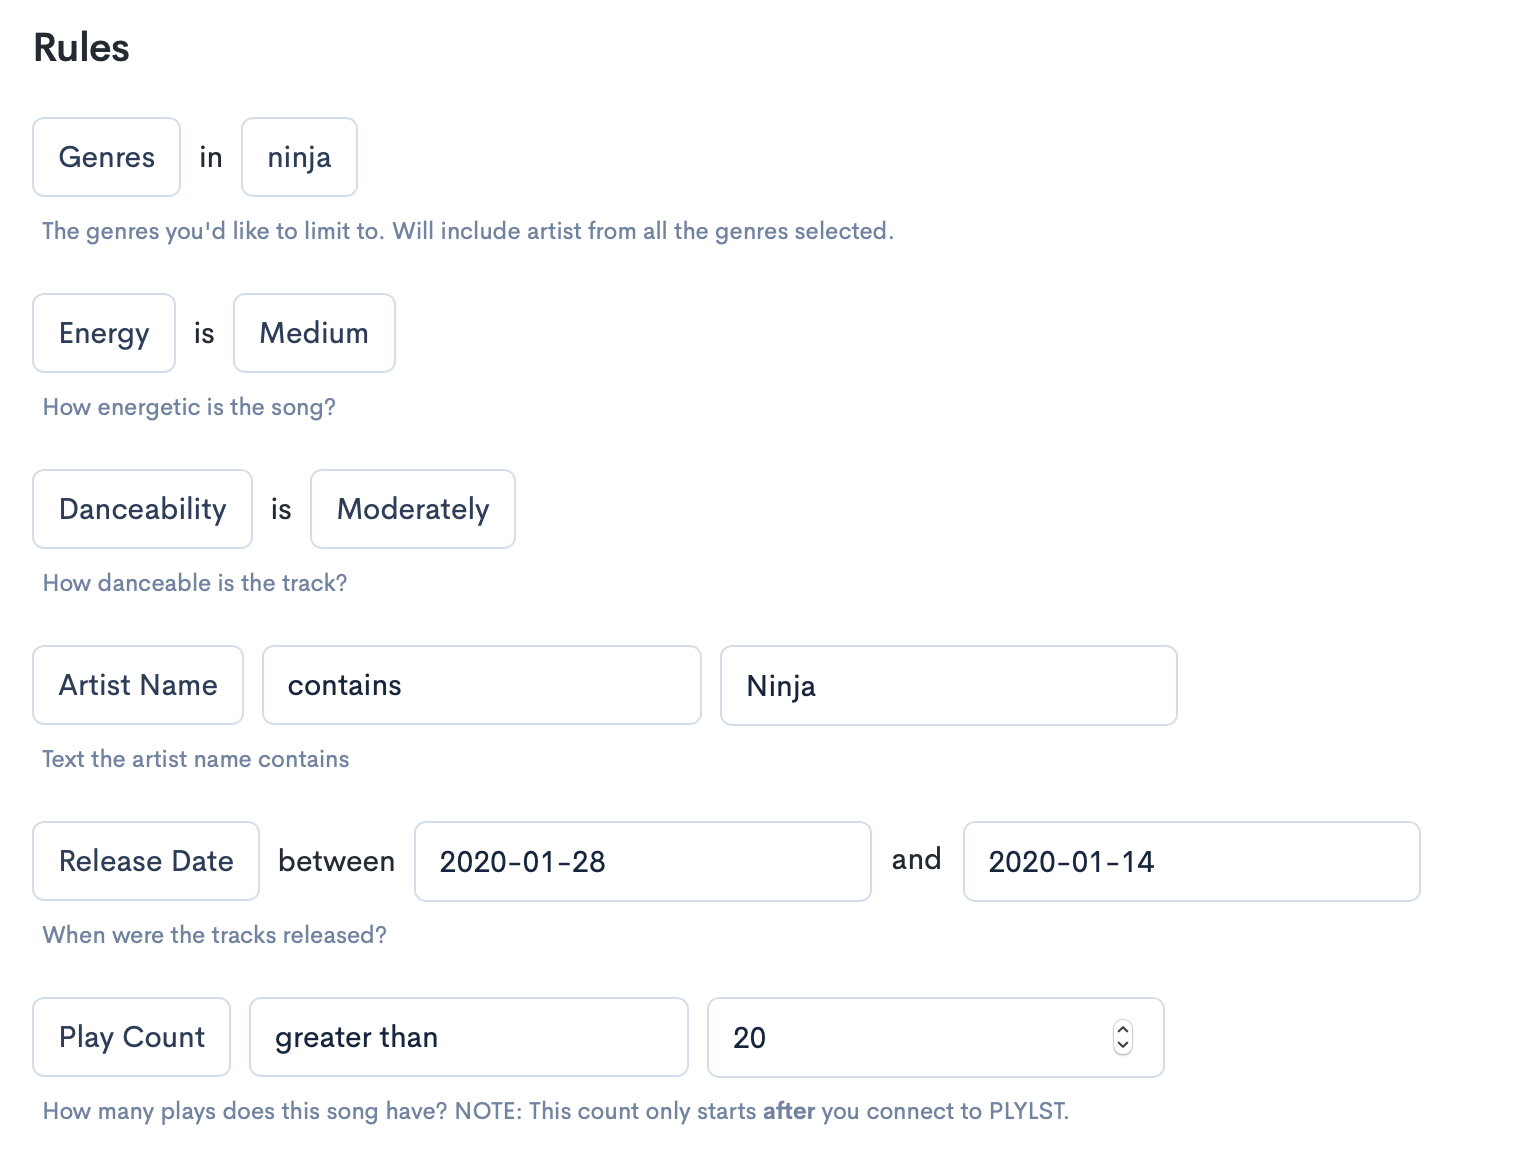 Rules
Genres in ninja
The genres you'd like to limit to. Will include artist from all the genres selected.
Energy is Medium
How energetic is the song?
Danceability is Moderately
How danceable is the track?
Artist Name contains Ninja
Text the artist name contains
Release Date between 2020-01-28 and 2020-01-14
When were the tracks released?
Play Count greater than 20
How many plays does this song have? NOTE: This count only starts after you connect to PLYLST.